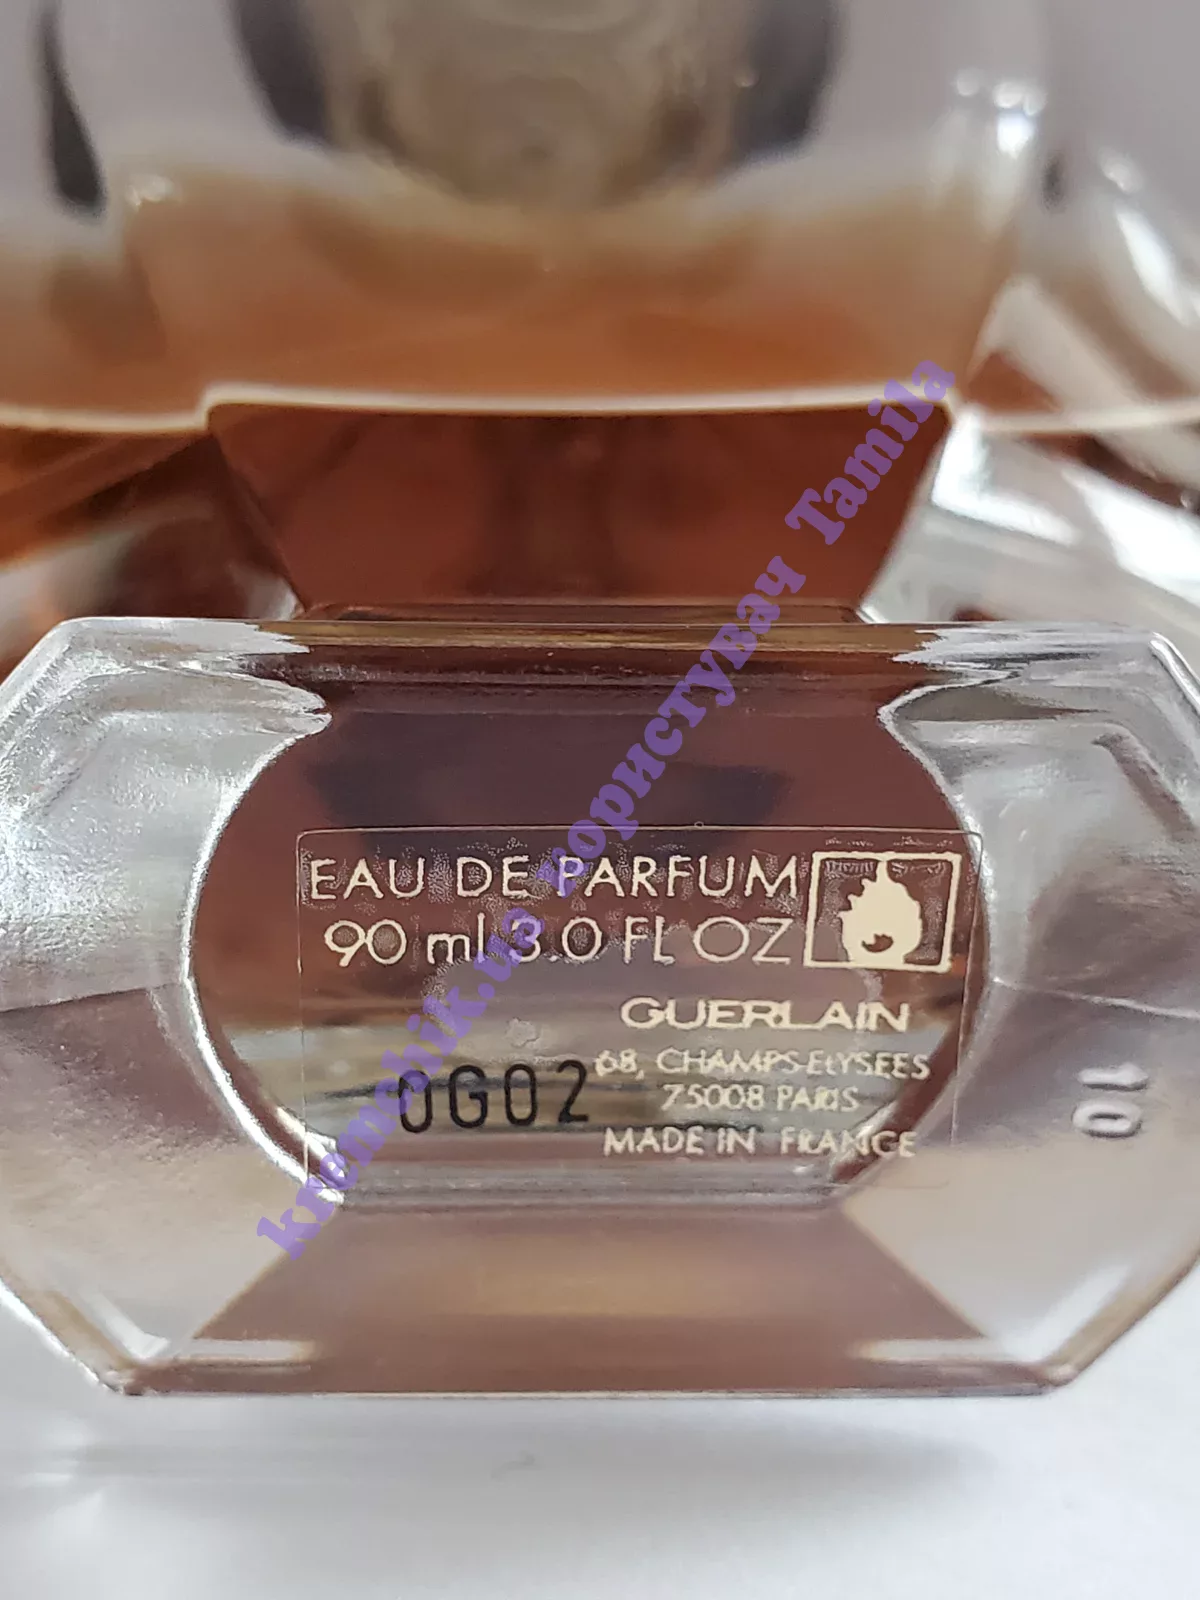 EAU DE PARFUM
90 ml 3.0 FL OZ
GUERLAIN
68, CHAMPS-ELYSEES
75008 PARIS
MADE IN FRANCE
0G02
10
kremchik.ua користувач Tamila